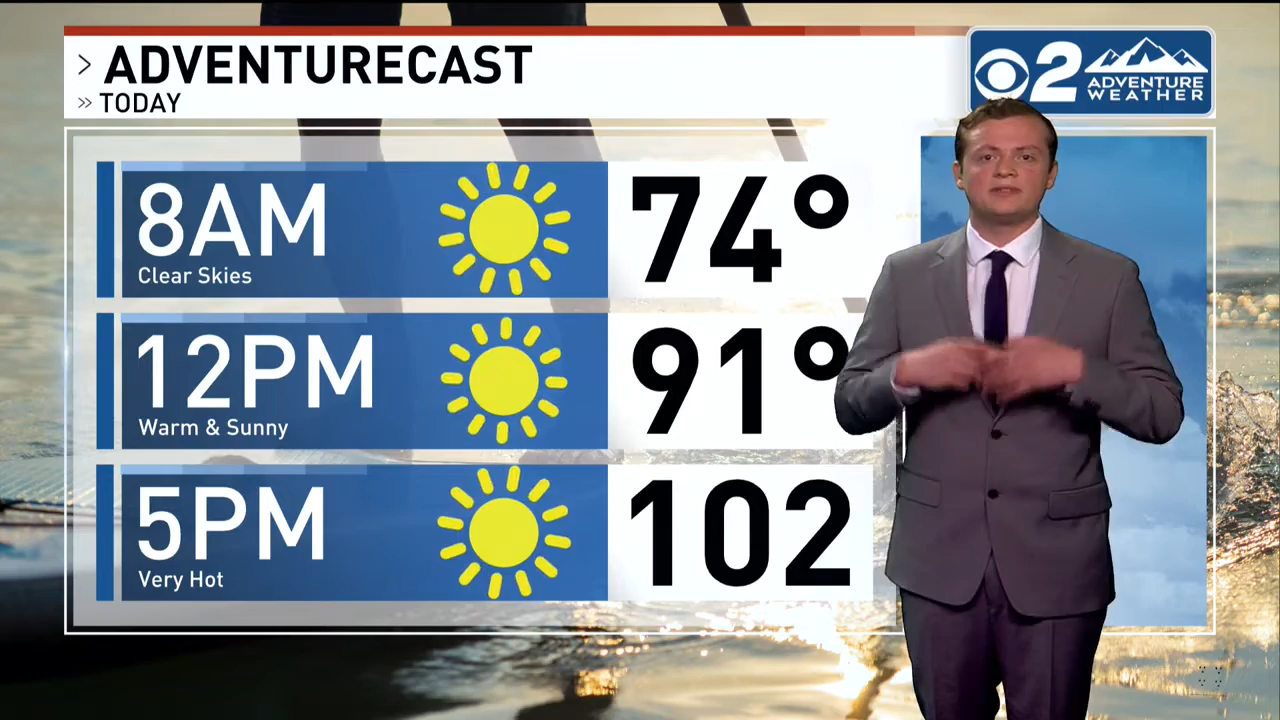 > ADVENTURECAST
» TODAY
2 ADVENTURE
WEATHER
8AM
Clear Skies
74°
12PM
Warm & Sunny
91°
5PM
Very Hot
102